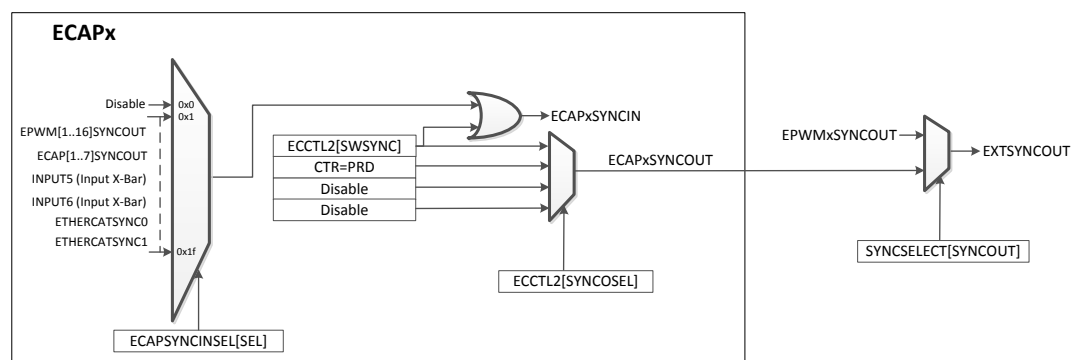 ECAPx
Disable
0x0
0x1
EPWM[1..16]SYNCOUT
ECAP[1..7]SYNCOUT
INPUT5 (Input X-Bar)
INPUT6 (Input X-Bar)
ETHERCATSYNC0
ETHERCATSYNC1
0x1f
ECAPSYNCINSEL[SEL]
ECAPxSYNCIN
ECCTL2[SWSYNC]
CTR=PRD
Disable
Disable
ECAPxSYNCOUT
ECCTL2[SYNCOSEL]
EPWMxSYNCOUT
EXTSYNCOUT
SYNCSELECT[SYNCOUT]